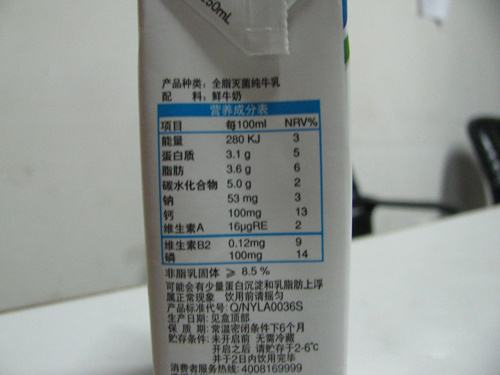 250mL
产品种类：全脂灭菌纯牛乳
配 料：鲜牛奶
营养成分表
项目 每100ml NRV%
能量 280 KJ 3
蛋白质 3.1 g 5
脂肪 3.6 g 6
碳水化合物 5.0 g 2
钠 53 mg 3
钙 100mg 13
维生素A 16μgRE 2
维生素B2 0.12mg 9
磷 100mg 14
非脂乳固体 ≥ 8.5 %
可能会有少量蛋白沉淀和乳脂肪上浮
属正常现象 饮用前请摇匀
产品标准代号: Q/NYLA0036S
生产日期: 见盒顶部
保 质 期: 常温密闭条件下6个月
贮存条件: 未开启前 无需冷藏
开启之后 请贮存于2-6℃
并于2日内饮用完毕
消费者服务热线: 4008169999